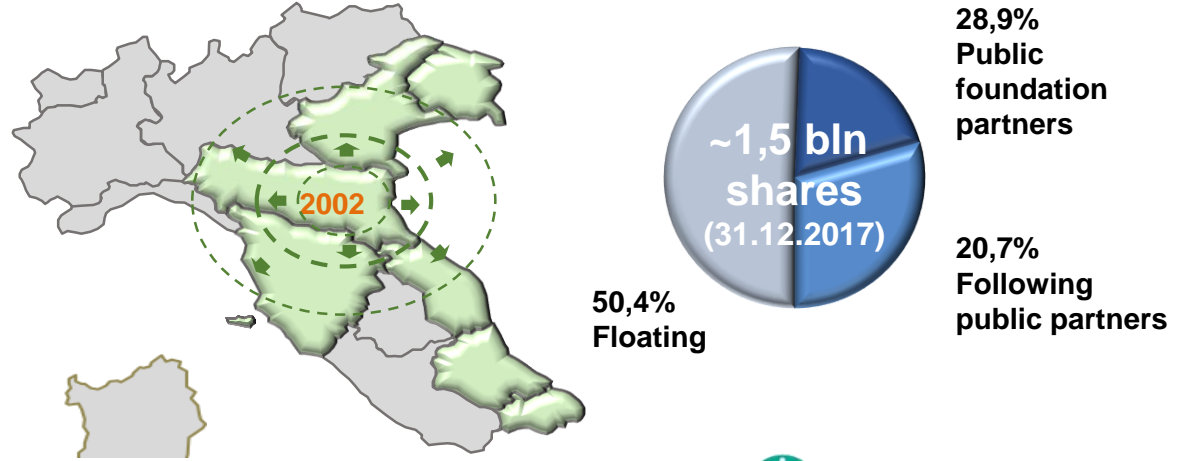 2002
~1,5 bln
shares
(31.12.2017)
28,9%
Public
foundation
partners
20,7%
Following
public partners
50,4%
Floating